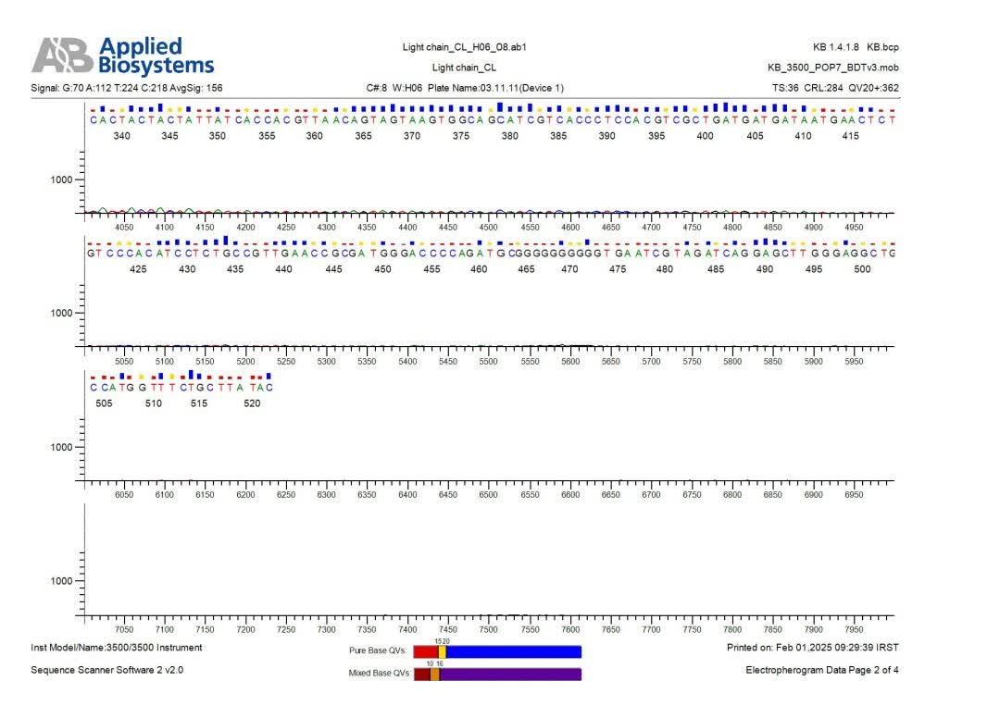 AB Applied
Biosystems
Light chain_CL_H06_O8.ab1
KB 1.4.1.8 KB.bcp
Light chain_CL
KB_3500_POP7_BDTv3.mob
Signal: G:70 A:112 T:224 C:218 AvgSig: 156
C#:8 W:H06 Plate Name:03.11.11(Device 1)
TS:36 CRL:284 QV20+:362
CACTACTACTATTATCACCACGTTAACAGTAGTAAGTGGCAGCATCGTCACCCTCCACGTCGCTGATGATGATAATGAACTCT
340 345 350 355 360 365 370 375 380 385 390 395 400 405 410 415
1000
4050 4100 4150 4200 4250 4300 4350 4400 4450 4500 4550 4600 4650 4700 4750 4800 4850 4900 4950
GTCCCACATCCTCTGCCGTTGAACCGCGATGGGACCCCAGATGCGGGGGGGGGGTGAATCGTAGATCAGGAGCTTGGGAGGCTG
425 430 435 440 445 450 455 460 465 470 475 480 485 490 495 500
1000
5050 5100 5150 5200 5250 5300 5350 5400 5450 5500 5550 5600 5650 5700 5750 5800 5850 5900 5950
CCATGGGTTTCTGCTTATAC
505 510 515 520
1000
6050 6100 6150 6200 6250 6300 6350 6400 6450 6500 6550 6600 6650 6700 6750 6800 6850 6900 6950
1000
7050 7100 7150 7200 7250 7300 7350 7400 7450 7500 7550 7600 7650 7700 7750 7800 7850 7900 7950
Inst Model/Name:3500/3500 Instrument
Pure Base QVs:
15 20
Printed on: Feb 01,2025 09:29:39 IRST
Sequence Scanner Software 2 v2.0
Mixed Base QVs:
10 16
Electropherogram Data Page 2 of 4